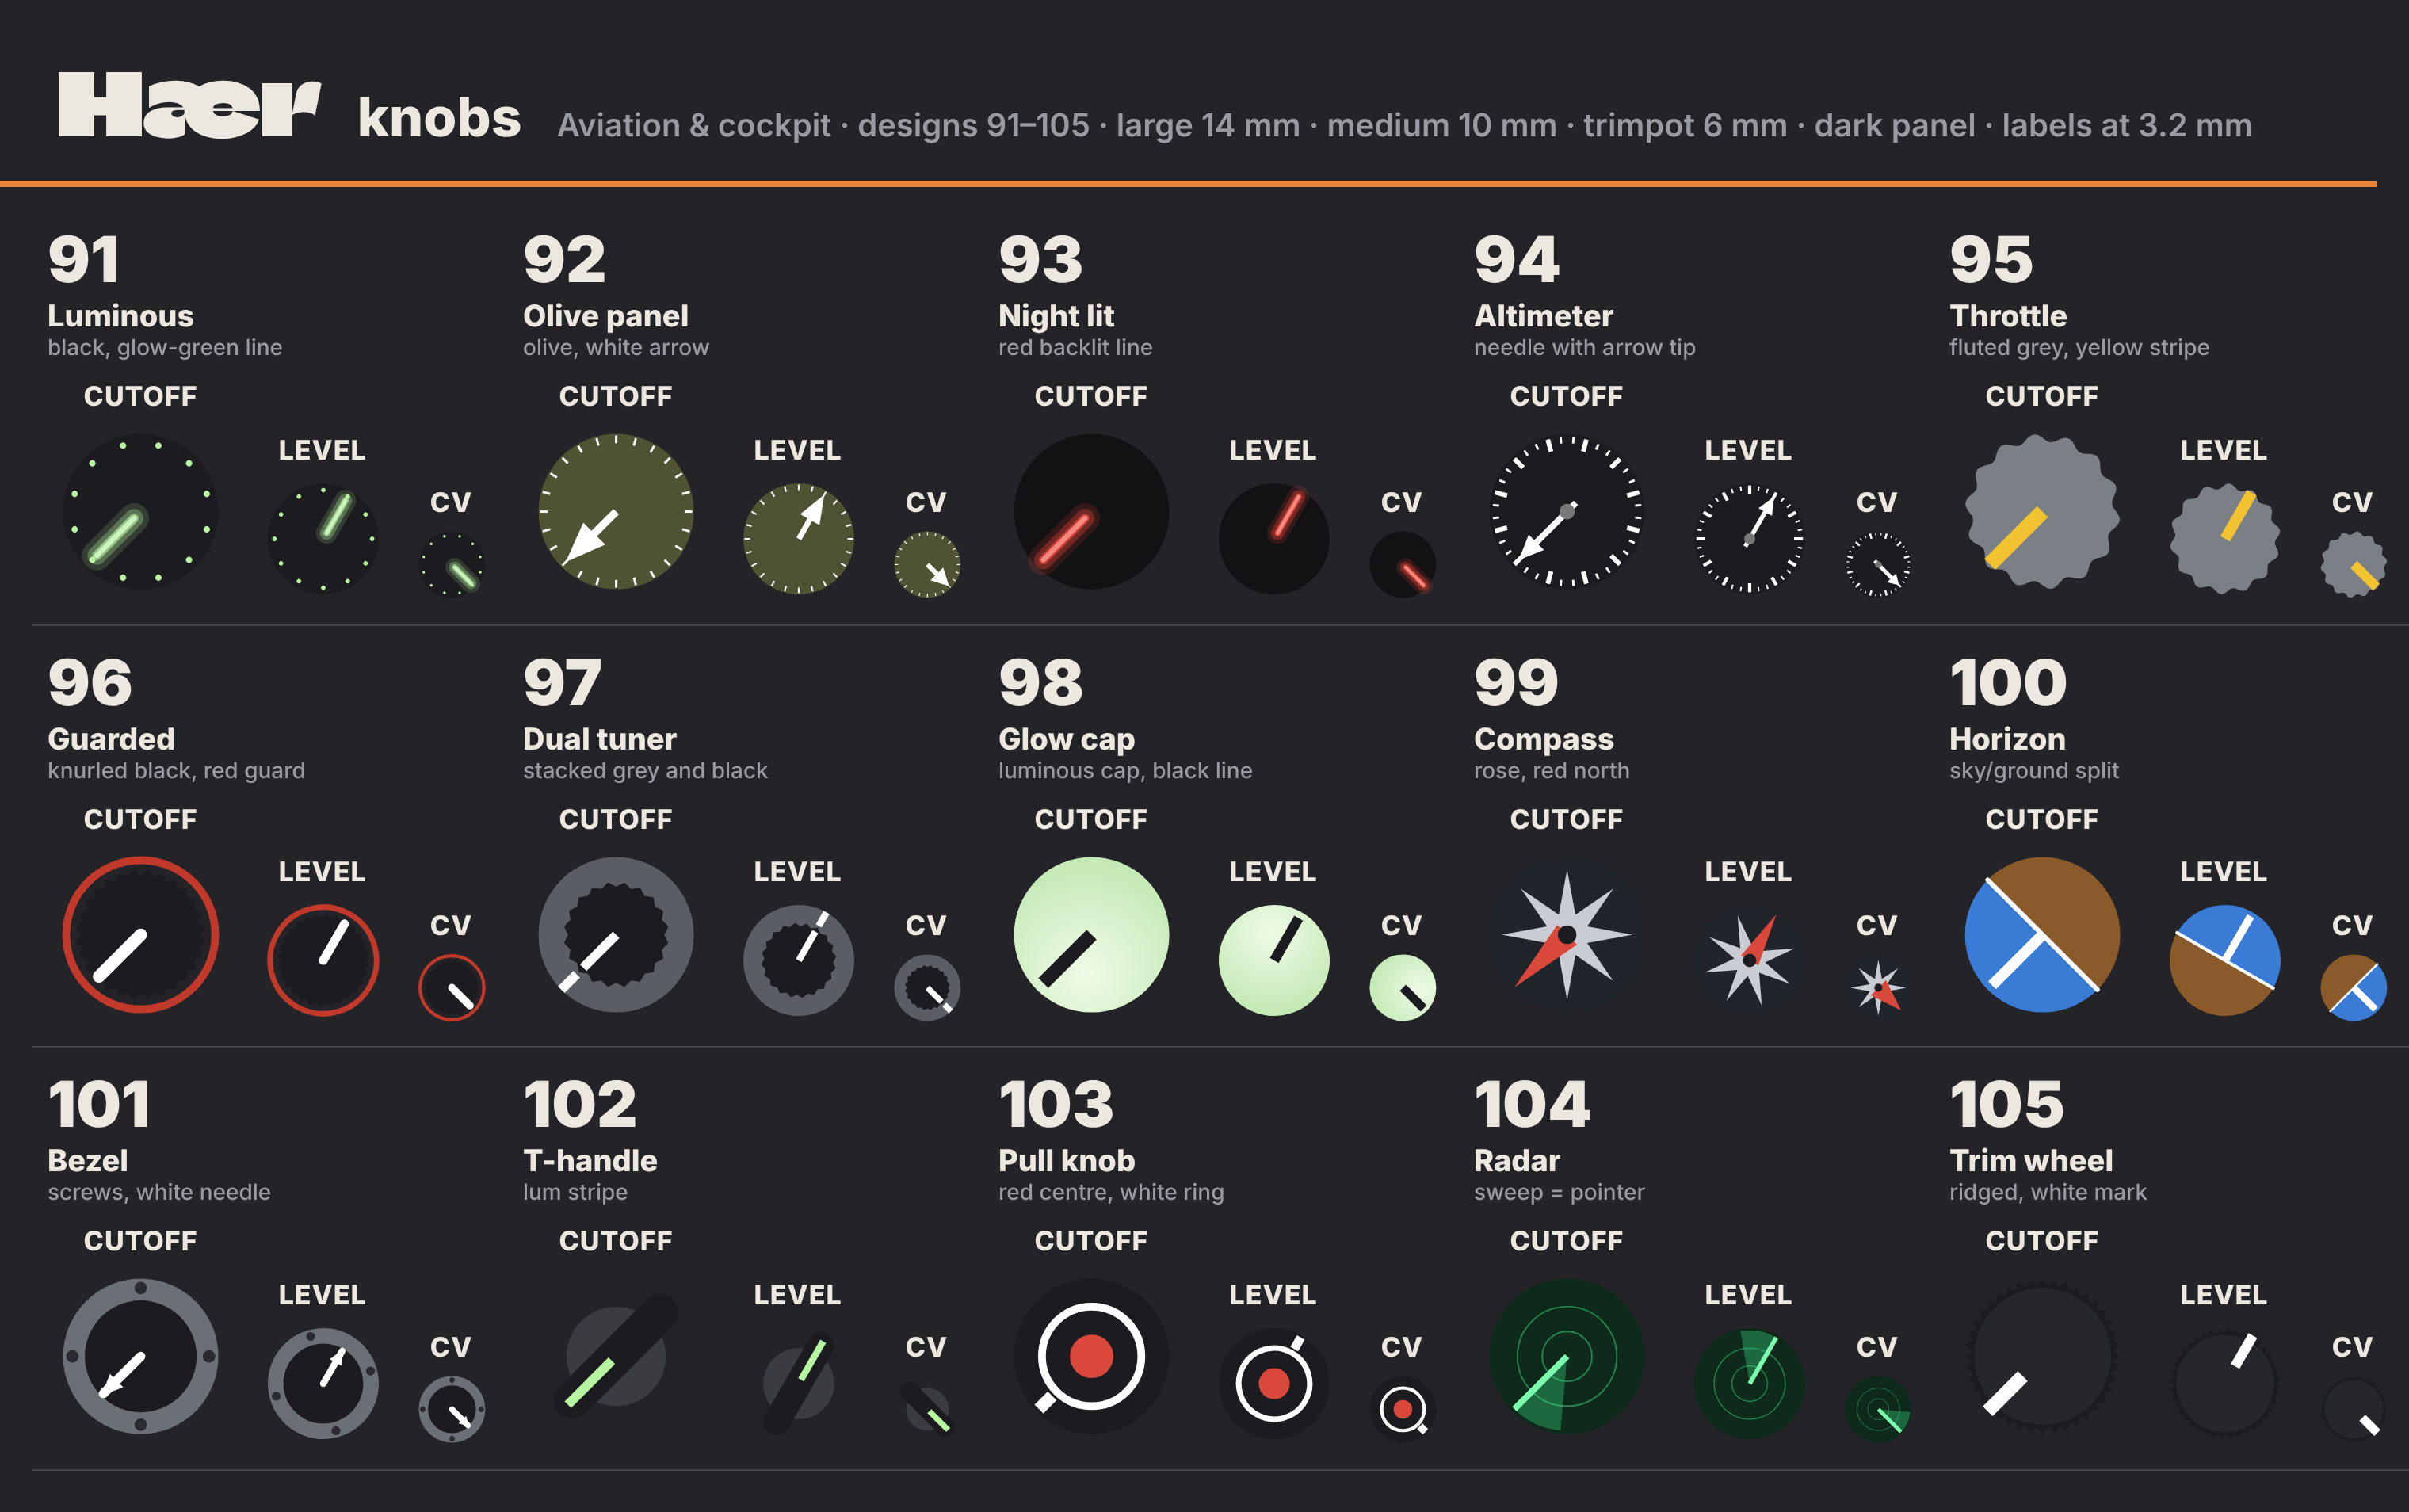 Hær knobs Aviation & cockpit · designs 91–105 · large 14 mm · medium 10 mm · trimpot 6 mm · dark panel · labels at 3.2 mm
91
Luminous
black, glow-green line
CUTOFF
LEVEL
CV
92
Olive panel
olive, white arrow
CUTOFF
LEVEL
CV
93
Night lit
red backlit line
CUTOFF
LEVEL
CV
94
Altimeter
needle with arrow tip
CUTOFF
LEVEL
CV
95
Throttle
fluted grey, yellow stripe
CUTOFF
LEVEL
CV
96
Guarded
knurled black, red guard
CUTOFF
LEVEL
CV
97
Dual tuner
stacked grey and black
CUTOFF
LEVEL
CV
98
Glow cap
luminous cap, black line
CUTOFF
LEVEL
CV
99
Compass
rose, red north
CUTOFF
LEVEL
CV
100
Horizon
sky/ground split
CUTOFF
LEVEL
CV
101
Bezel
screws, white needle
CUTOFF
LEVEL
CV
102
T-handle
lum stripe
CUTOFF
LEVEL
CV
103
Pull knob
red centre, white ring
CUTOFF
LEVEL
CV
104
Radar
sweep = pointer
CUTOFF
LEVEL
CV
105
Trim wheel
ridged, white mark
CUTOFF
LEVEL
CV